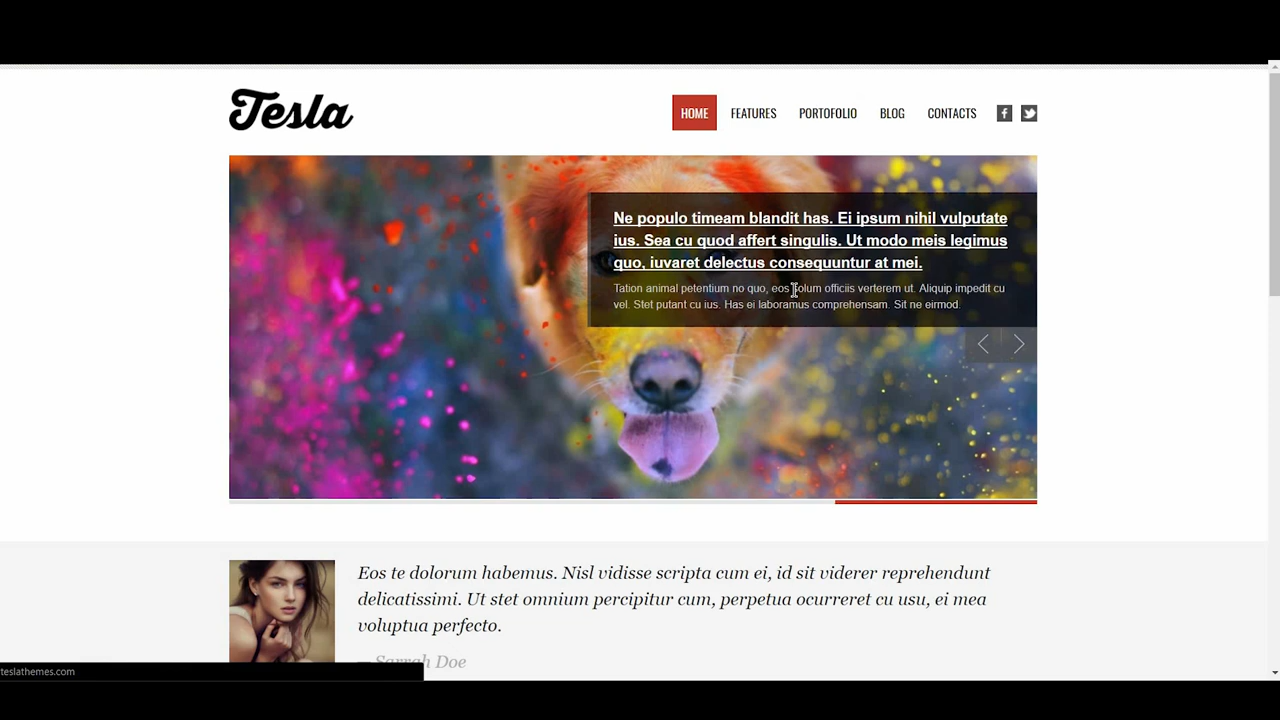 Tesla
HOME FEATURES PORTOFOLIO BLOG CONTACTS
Ne populo timeam blandit has. Ei ipsum nihil vulputate
ius. Sea cu quod affert singulis. Ut modo meis legimus
quo, iuvaret delectus consequuntur at mei.
Tation animal petentium no quo, eos solum officiis verterem ut. Aliquip impedit cu
vel. Stet putant cu ius. Has ei laboramus comprehensam. Sit ne eirmod.
Eos te dolorum habemus. Nisl vidisse scripta cum ei, id sit viderer reprehendunt
delicatissimi. Ut stet omnium percipitur cum, perpetua ocurreret cu usu, ei mea
voluptua perfecto.
— Sarrah Doe
teslathemes.com